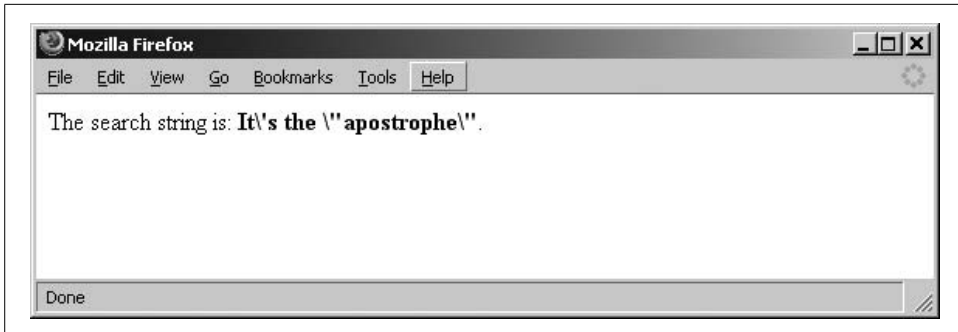 Mozilla Firefox
File Edit View Go Bookmarks Tools Help
The search string is: It\'s the \"apostrophe\".
Done